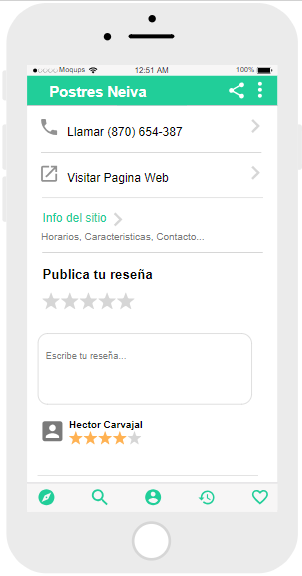 Moqups 12:51 AM 100%
Postres Neiva
Llamar (870) 654-387
Visitar Pagina Web
Info del sitio
Horarios, Caracteristicas, Contacto...
Publica tu reseña
Escribe tu reseña...
Hector Carvajal